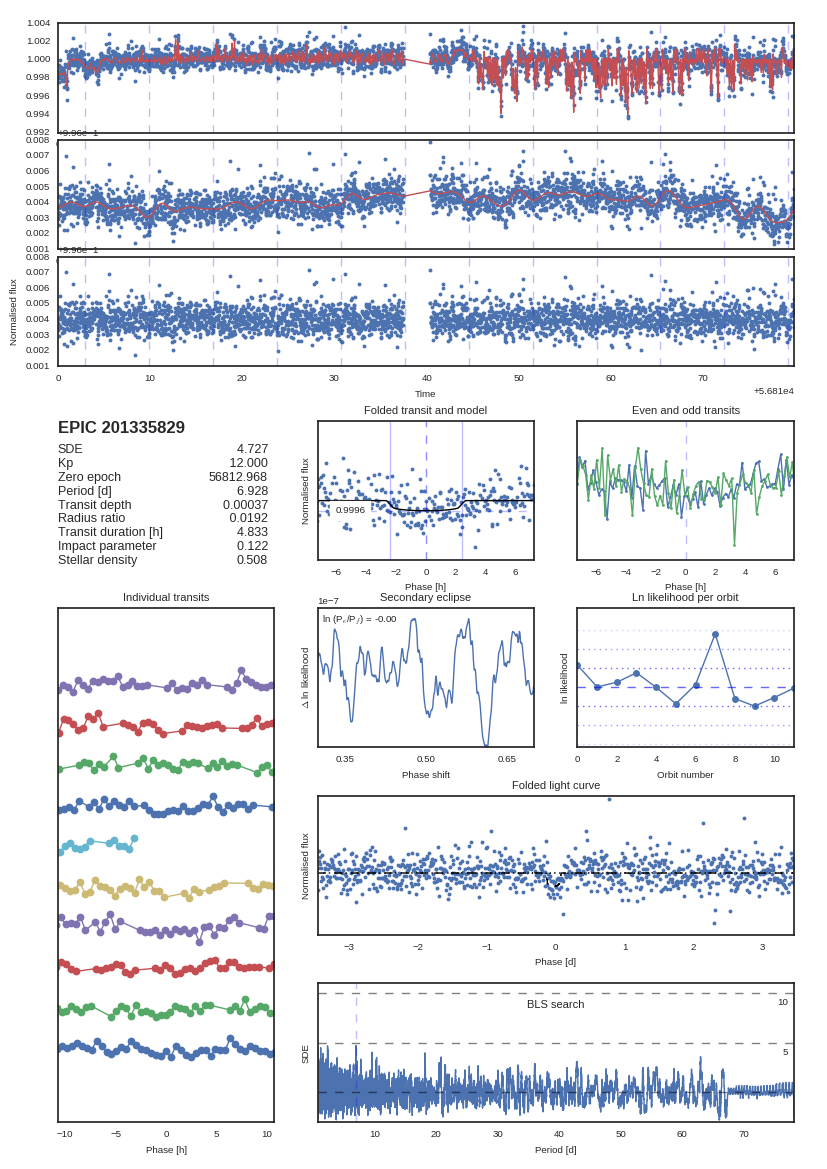 1.004
1.002
1.000
0.998
0.996
0.994
0.992
+9.96e−1
0.008
0.007
0.006
0.005
0.004
0.003
0.002
0.001
+9.96e−1
0.008
0.007
0.006
0.005
0.004
0.003
0.002
0.001
Normalised flux
0 10 20 30 40 50 60 70
Time
+5.681e4
EPIC 201335829
SDE 4.727
Kp 12.000
Zero epoch 56812.968
Period [d] 6.928
Transit depth 0.00037
Radius ratio 0.0192
Transit duration [h] 4.833
Impact parameter 0.122
Stellar density 0.508
Folded transit and model
Normalised flux
0.9996
−6 −4 −2 0 2 4 6
Phase [h]
Even and odd transits
−6 −4 −2 0 2 4 6
Phase [h]
Individual transits
−10 −5 0 5 10
Phase [h]
Secondary eclipse
1e−7
Δ ln likelihood
0.35 0.50 0.65
Phase shift
Ln likelihood per orbit
ln likelihood
0 2 4 6 8 10
Orbit number
Folded light curve
Normalised flux
−3 −2 −1 0 1 2 3
Phase [d]
BLS search
10
5
SDE
10 20 30 40 50 60 70
Period [d]